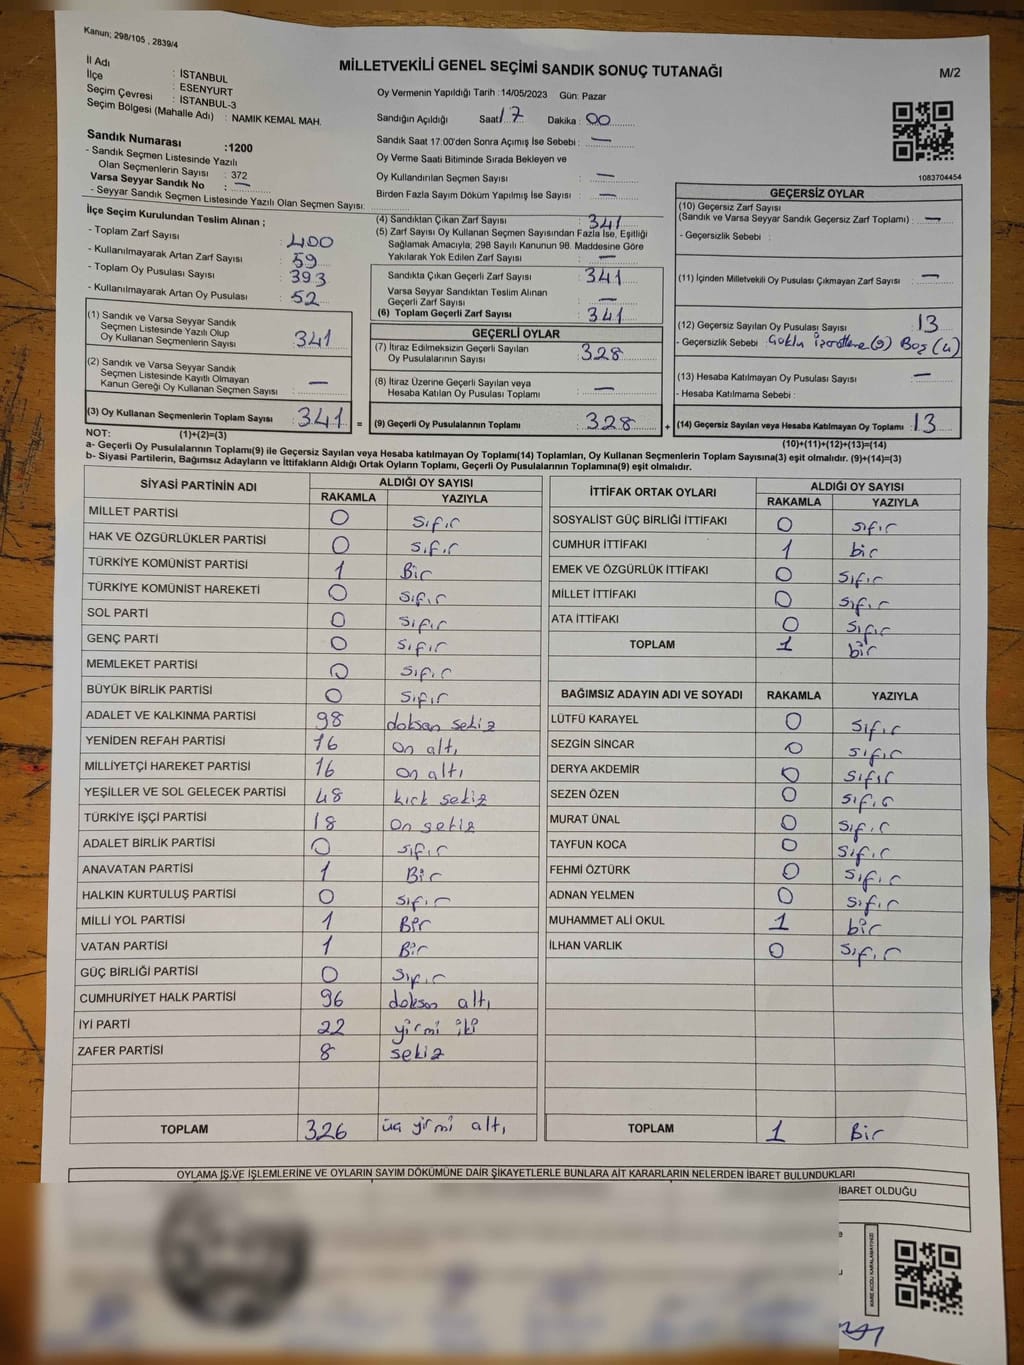 Kanun; 298/105 , 2839/4
MİLLETVEKİLİ GENEL SEÇİMİ SANDIK SONUÇ TUTANAĞI
M/2
İl Adı : İSTANBUL
İlçe : ESENYURT
Seçim Çevresi : İSTANBUL-3
Seçim Bölgesi (Mahalle Adı) : NAMIK KEMAL MAH.
Sandık Numarası :1200
- Sandık Seçmen Listesinde Yazılı
Olan Seçmenlerin Sayısı : 372
Varsa Seyyar Sandık No : —
- Seyyar Sandık Seçmen Listesinde Yazılı Olan Seçmen Sayısı:
Oy Vermenin Yapıldığı Tarih :14/05/2023 Gün: Pazar
Sandığın Açıldığı Saat 17 Dakika : 00
Sandık Saat 17.00'den Sonra Açımış İse Sebebi : —
Oy Verme Saati Bitiminde Sırada Bekleyen ve
Oy Kullandırılan Seçmen Sayısı : —
Birden Fazla Sayım Döküm Yapılmış İse Sayısı : —
1083704454
İlçe Seçim Kurulundan Teslim Alınan ;
- Toplam Zarf Sayısı : 400
- Kullanılmayarak Artan Zarf Sayısı : 59
- Toplam Oy Pusulası Sayısı : 393
- Kullanılmayarak Artan Oy Pusulası : 52
(1) Sandık ve Varsa Seyyar Sandık
Seçmen Listesinde Yazılı Olup
Oy Kullanan Seçmenlerin Sayısı : 341
(2) Sandık ve Varsa Seyyar Sandık
Seçmen Listesinde Kayıtlı Olmayan
Kanun Gereği Oy Kullanan Seçmen Sayısı : —
(3) Oy Kullanan Seçmenlerin Toplam Sayısı : 341 =
(4) Sandıktan Çıkan Zarf Sayısı : 341
(5) Zarf Sayısı Oy Kullanan Seçmen Sayısından Fazla İse, Eşitliği
Sağlamak Amacıyla; 298 Sayılı Kanunun 98. Maddesine Göre
Yakılarak Yok Edilen Zarf Sayısı : —
Sandıkta Çıkan Geçerli Zarf Sayısı : 341
Varsa Seyyar Sandıktan Teslim Alınan
Geçerli Zarf Sayısı : —
(6) Toplam Geçerli Zarf Sayısı : 341
GEÇERLİ OYLAR
(7) İtiraz Edilmeksizin Geçerli Sayılan
Oy Pusulalarının Sayısı : 328
(8) İtiraz Üzerine Geçerli Sayılan veya
Hesaba Katılan Oy Pusulası Toplamı : —
(9) Geçerli Oy Pusulalarının Toplamı : 328 +
GEÇERSİZ OYLAR
(10) Geçersiz Zarf Sayısı
(Sandık ve Varsa Seyyar Sandık Geçersiz Zarf Toplamı) : —
- Geçersizlik Sebebi :
(11) İçinden Milletvekili Oy Pusulası Çıkmayan Zarf Sayısı : —
(12) Geçersiz Sayılan Oy Pusulası Sayısı : 13
- Geçersizlik Sebebi : (9) Boş (4)
(13) Hesaba Katılmayan Oy Pusulası Sayısı : —
- Hesaba Katılmama Sebebi :
(14) Geçersiz Sayılan veya Hesaba Katılmayan Oy Toplamı : 13
NOT: (1)+(2)=(3)
(10)+(11)+(12)+(13)=(14)
a- Geçerli Oy Pusulalarının Toplamı(9) ile Geçersiz Sayılan veya Hesaba katılmayan Oy Toplamı(14) Toplamları, Oy Kullanan Seçmenlerin Toplam Sayısına(3) eşit olmalıdır. (9)+(14)=(3)
b- Siyasi Partilerin, Bağımsız Adayların ve İttifakların Aldığı Ortak Oyların Toplamı, Geçerli Oy Pusulalarının Toplamına(9) eşit olmalıdır.
SİYASİ PARTİNİN ADI ALDIĞI OY SAYISI
RAKAMLA YAZIYLA
MİLLET PARTİSİ 0 sıfır
HAK VE ÖZGÜRLÜKLER PARTİSİ 0 sıfır
TÜRKİYE KOMÜNİST PARTİSİ 1 Bir
TÜRKİYE KOMÜNİST HAREKETİ 0 sıfır
SOL PARTİ 0 sıfır
GENÇ PARTİ 0 sıfır
MEMLEKET PARTİSİ 0 sıfır
BÜYÜK BİRLİK PARTİSİ 0 sıfır
ADALET VE KALKINMA PARTİSİ 98 doksan sekiz
YENİDEN REFAH PARTİSİ 16 on altı
MİLLİYETÇİ HAREKET PARTİSİ 16 on altı
YEŞİLLER VE SOL GELECEK PARTİSİ 48 kırk sekiz
TÜRKİYE İŞÇİ PARTİSİ 18 on sekiz
ADALET BİRLİK PARTİSİ 0 sıfır
ANAVATAN PARTİSİ 1 Bir
HALKIN KURTULUŞ PARTİSİ 0 sıfır
MİLLİ YOL PARTİSİ 1 Bir
VATAN PARTİSİ 1 Bir
GÜÇ BİRLİĞİ PARTİSİ 0 sıfır
CUMHURİYET HALK PARTİSİ 96 doksan altı
İYİ PARTİ 22 yirmi iki
ZAFER PARTİSİ 8 sekiz
TOPLAM 326 üç yirmi altı
İTTİFAK ORTAK OYLARI ALDIĞI OY SAYISI
RAKAMLA YAZIYLA
SOSYALİST GÜÇ BİRLİĞİ İTTİFAKI 0 sıfır
CUMHUR İTTİFAKI 1 bir
EMEK VE ÖZGÜRLÜK İTTİFAKI 0 sıfır
MİLLET İTTİFAKI 0 sıfır
ATA İTTİFAKI 0 sıfır
TOPLAM 1 bir
BAĞIMSIZ ADAYIN ADI VE SOYADI RAKAMLA YAZIYLA
LÜTFÜ KARAYEL 0 sıfır
SEZGİN SİNCAR 0 sıfır
DERYA AKDEMİR 0 sıfır
SEZEN ÖZEN 0 sıfır
MURAT ÜNAL 0 sıfır
TAYFUN KOCA 0 sıfır
FEHMİ ÖZTÜRK 0 sıfır
ADNAN YELMEN 0 sıfır
MUHAMMET ALİ OKUL 1 bir
İLHAN VARLIK 0 sıfır
TOPLAM 1 Bir
OYLAMA İŞ VE İŞLEMLERİNE VE OYLARIN SAYIM DÖKÜMÜNE DAİR ŞİKAYETLERLE BUNLARA AİT KARARLARIN NELERDEN İBARET BULUNDUKLARI
İBARET OLDUĞU
KARE KODU KARALAMAYINIZ!